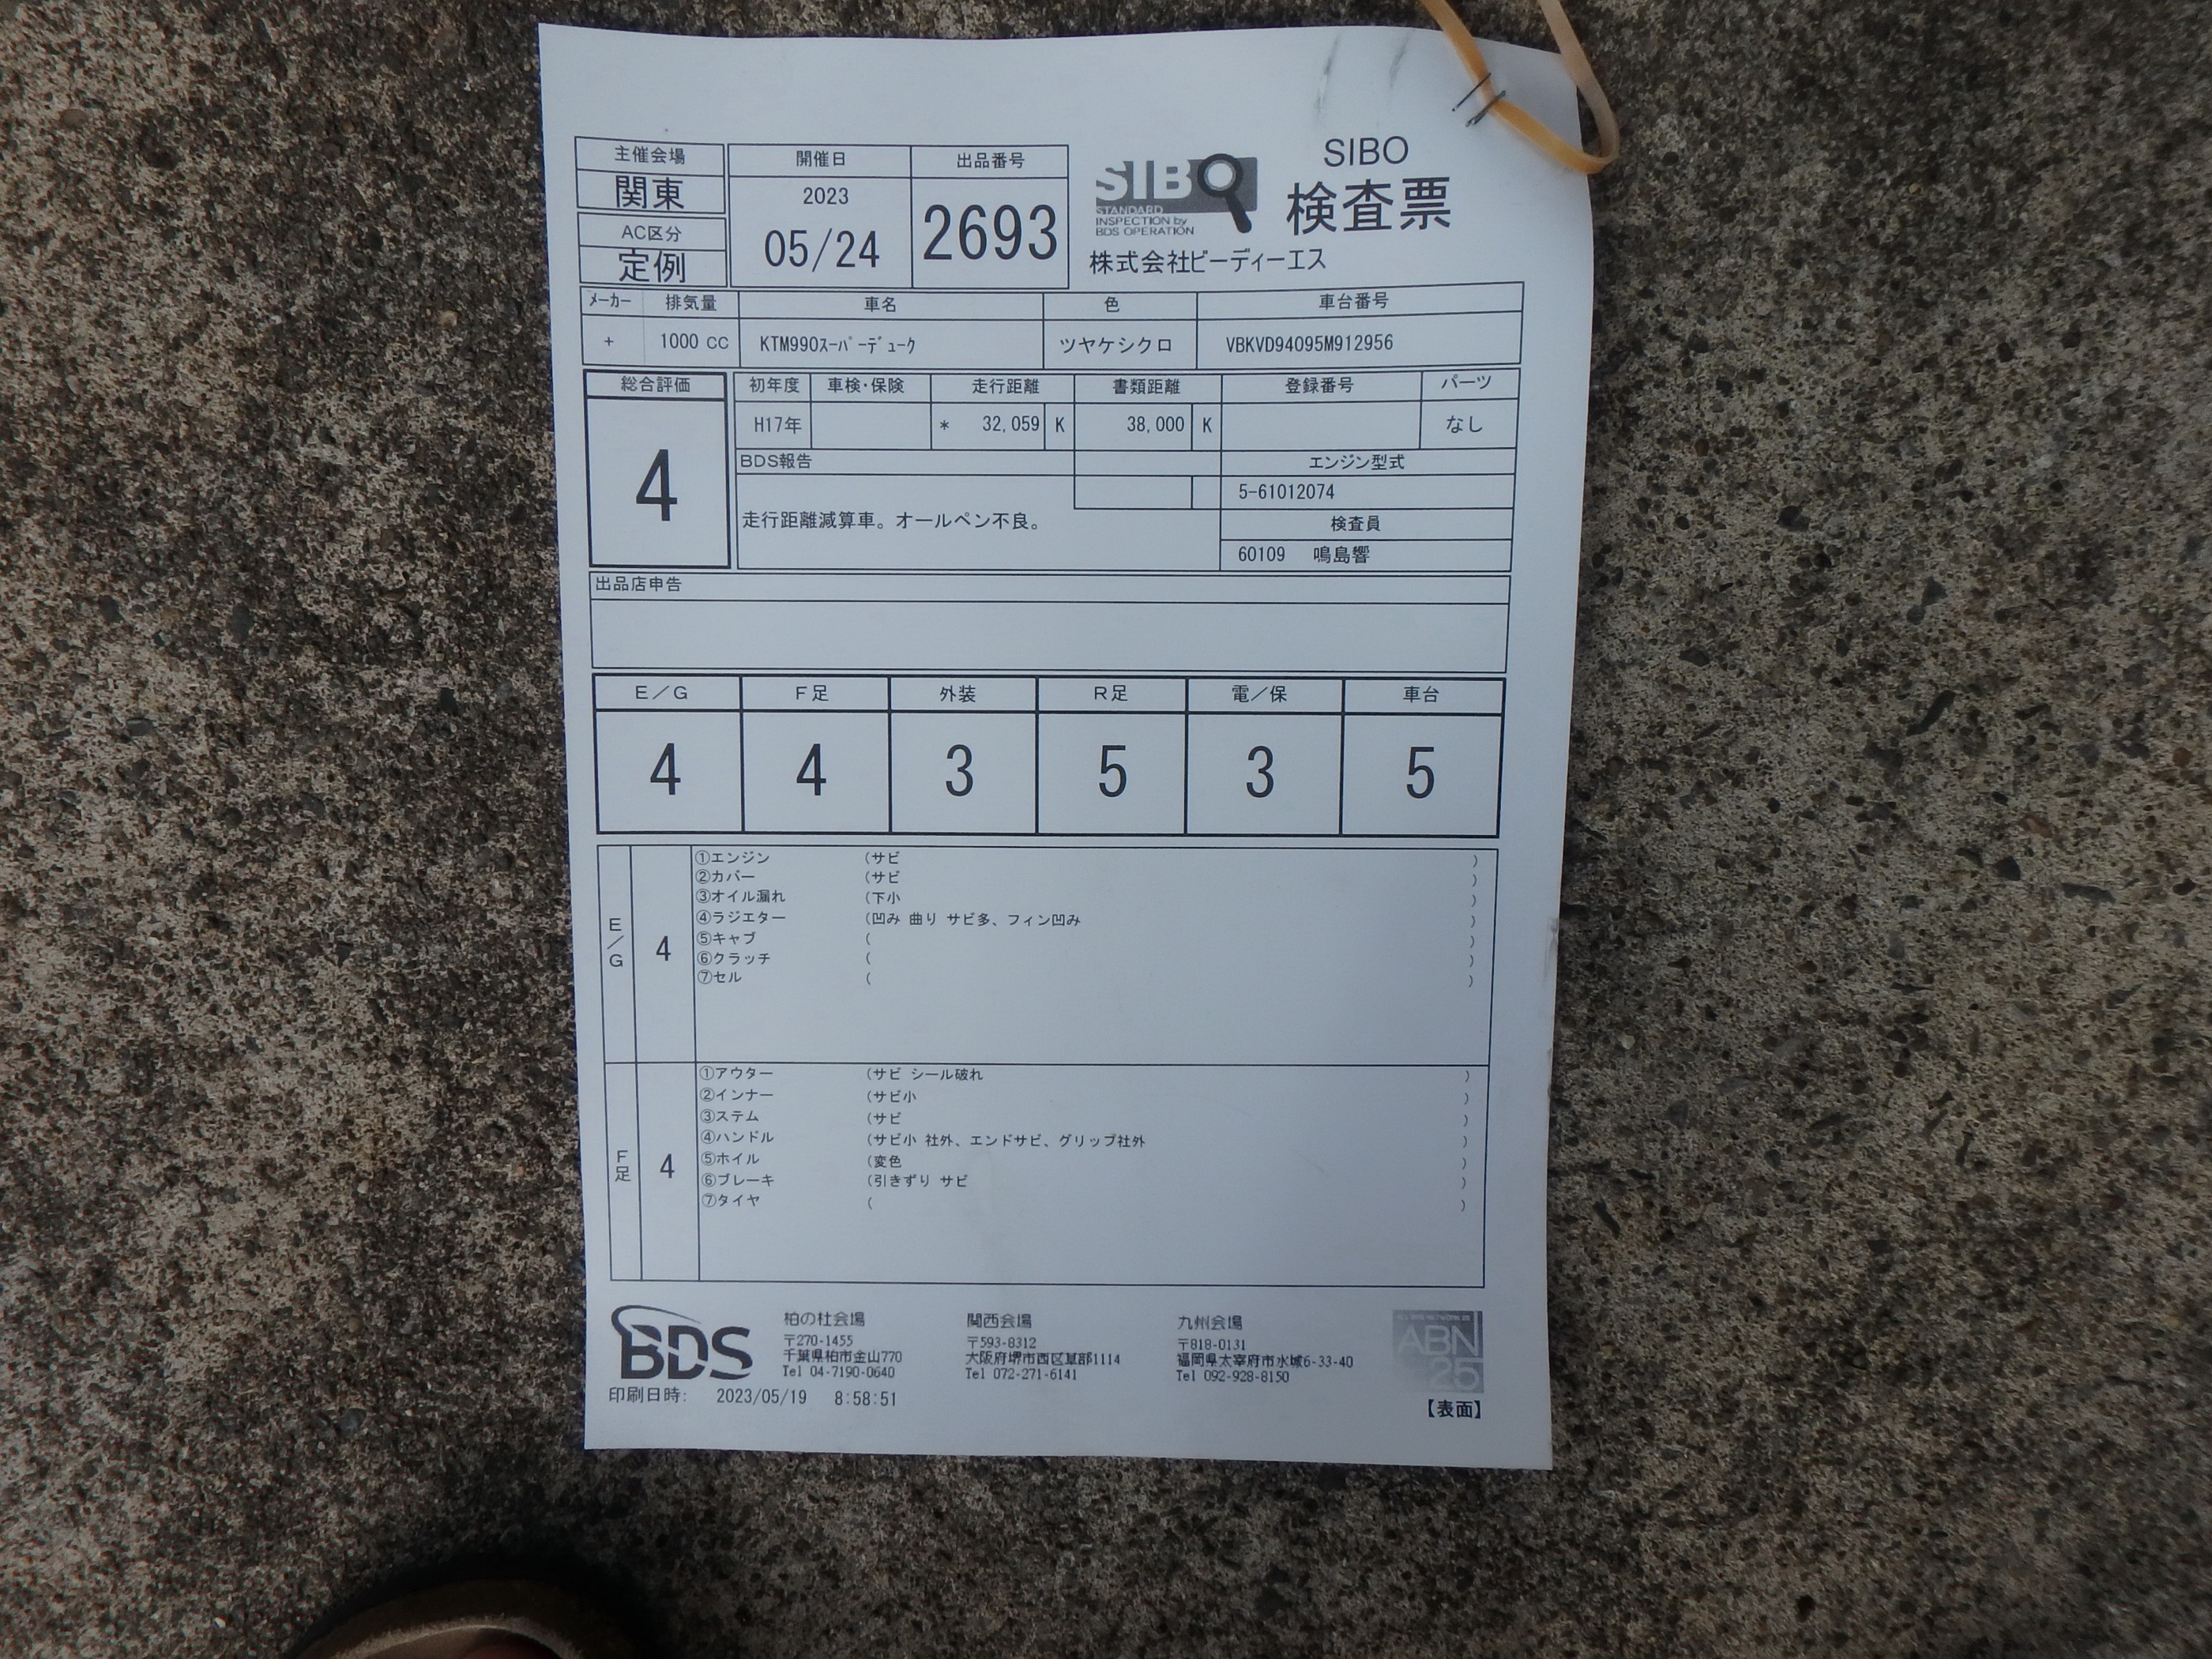 主催会場
関東
AC区分
定例
開催日
2023
05/24
出品番号
2693
SIBO
STANDARD
INSPECTION by
BDS OPERATION
SIBO
検査票
株式会社ビーディーエス
メーカー 排気量 車名 色 車台番号
+ 1000 CC KTM990スーパーデューク ツヤケシクロ VBKVD94095M912956
総合評価
4
初年度 車検・保険 走行距離 書類距離 登録番号 パーツ
H17年 * 32,059 K 38,000 K なし
BDS報告
走行距離減算車。オールペン不良。
エンジン型式
5-61012074
検査員
60109 鳴島響
出品店申告
E/G F足 外装 R足 電/保 車台
4 4 3 5 3 5
E/G 4
①エンジン (サビ )
②カバー (サビ )
③オイル漏れ (下小 )
④ラジエター (凹み 曲り サビ多、フィン凹み )
⑤キャブ ( )
⑥クラッチ ( )
⑦セル ( )
F足 4
①アウター (サビ シール破れ )
②インナー (サビ小 )
③ステム (サビ )
④ハンドル (サビ小 社外、エンドサビ、グリップ社外 )
⑤ホイル (変色 )
⑥ブレーキ (引きずり サビ )
⑦タイヤ ( )
BDS
柏の杜会場
〒270-1455
千葉県柏市金山770
Tel 04-7190-0640
関西会場
〒593-8312
大阪府堺市西区草部1114
Tel 072-271-6141
九州会場
〒818-0131
福岡県太宰府市水城6-33-40
Tel 092-928-8150
ABN
25
印刷日時: 2023/05/19 8:58:51
【表面】